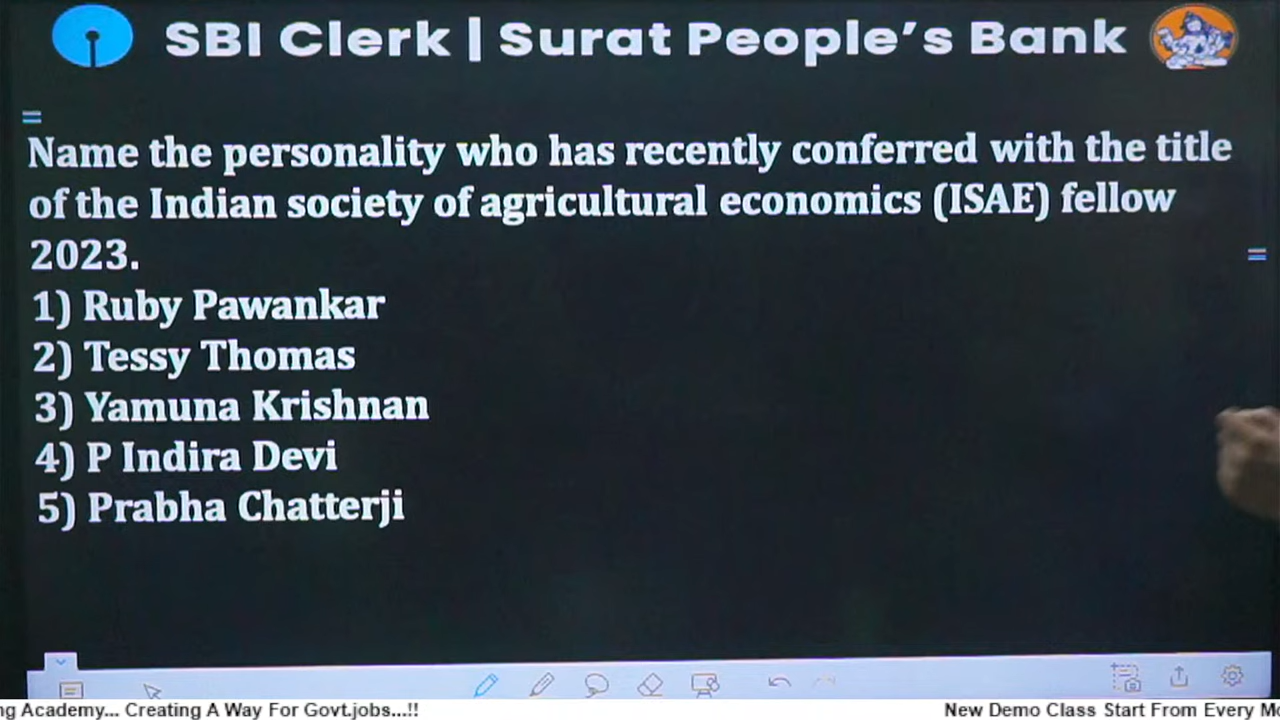 SBI Clerk | Surat People's Bank
Name the personality who has recently conferred with the title
of the Indian society of agricultural economics (ISAE) fellow
2023.
1) Ruby Pawankar
2) Tessy Thomas
3) Yamuna Krishnan
4) P Indira Devi
5) Prabha Chatterji
ng Academy... Creating A Way For Govt.jobs...!! New Demo Class Start From Every Mo